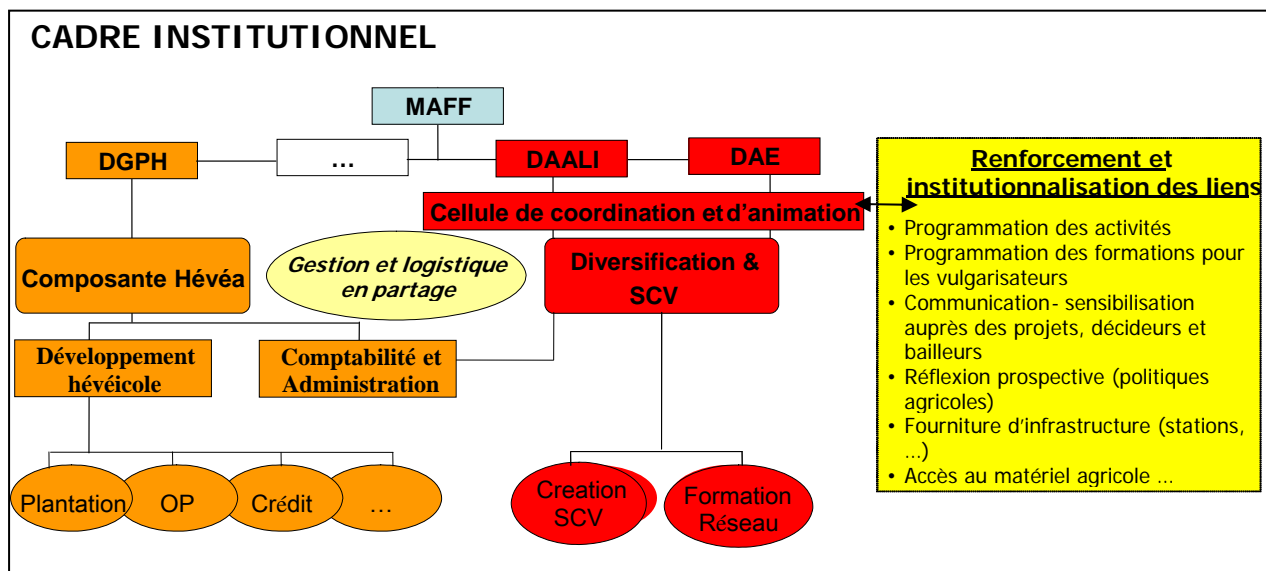 CADRE INSTITUTIONNEL
MAFF
DGPH
...
DAALI
DAE
Cellule de coordination et d'animation
Composante Hévéa
Gestion et logistique
en partage
Diversification &
SCV
Développement
hévéicole
Comptabilité et
Administration
Plantation
OP
Crédit
...
Creation
SCV
Formation
Réseau
Renforcement et
institutionnalisation des liens
• Programmation des activités
• Programmation des formations pour
les vulgarisateurs
• Communication- sensibilisation
auprès des projets, décideurs et
bailleurs
• Réflexion prospective (politiques
agricoles)
• Fourniture d'infrastructure (stations,
...)
• Accès au matériel agricole ...